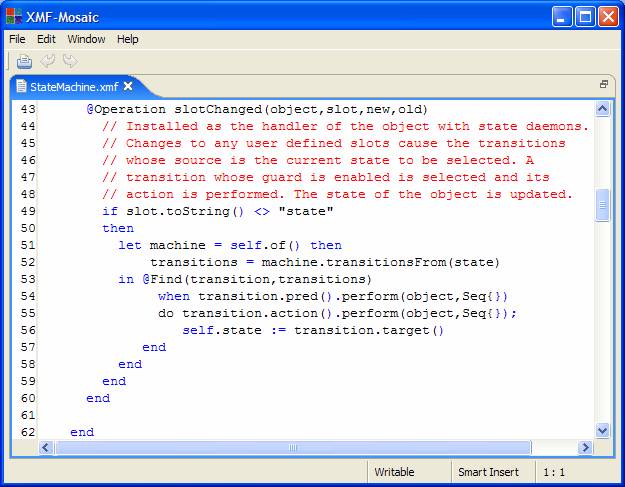 XMF-Mosaic
File Edit Window Help
StateMachine.xmf
43 @Operation slotChanged(object,slot,new,old)
44 // Installed as the handler of the object with state daemons.
45 // Changes to any user defined slots cause the transitions
46 // whose source is the current state to be selected. A
47 // transition whose guard is enabled is selected and its
48 // action is performed. The state of the object is updated.
49 if slot.toString() <> "state"
50 then
51 let machine = self.of() then
52 transitions = machine.transitionsFrom(state)
53 in @Find(transition,transitions)
54 when transition.pred().perform(object,Seq{})
55 do transition.action().perform(object,Seq{});
56 self.state := transition.target()
57 end
58 end
59 end
60 end
61
62 end
Writable Smart Insert 1 : 1